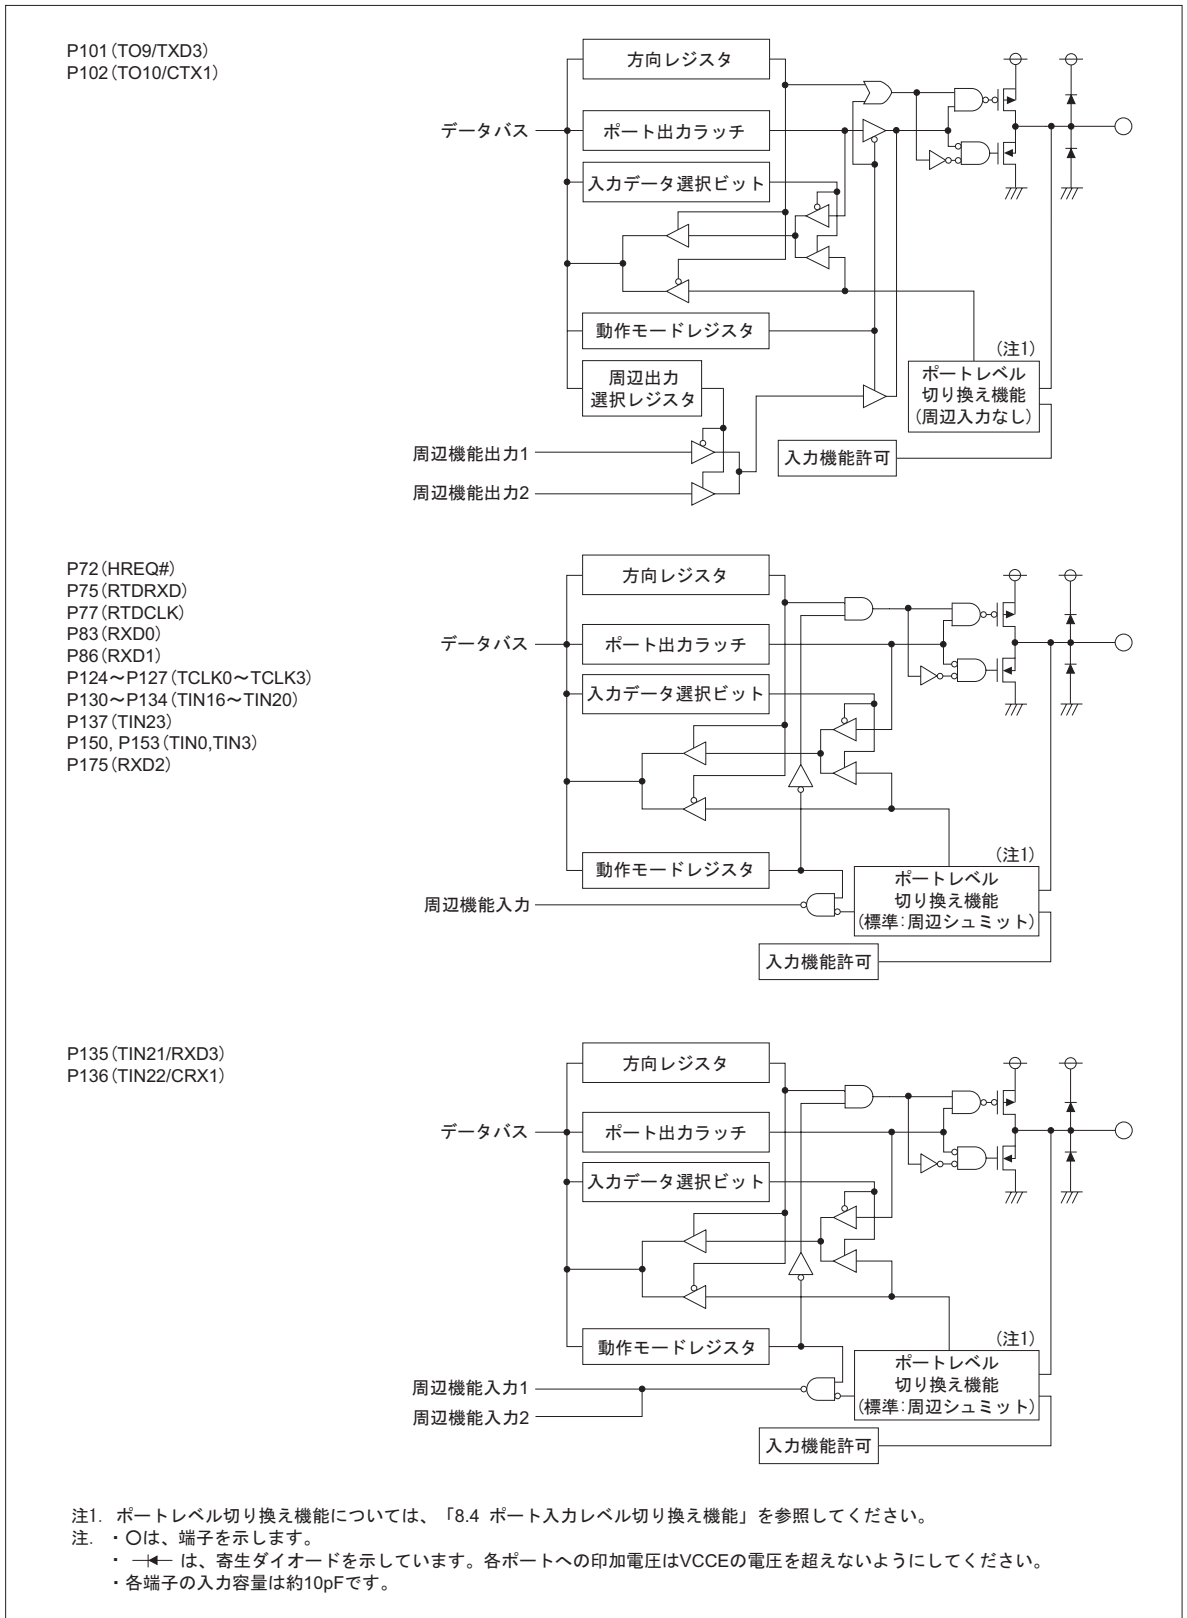 P101(TO9/TXD3)
P102(TO10/CTX1)
方向レジスタ
データバス
ポート出力ラッチ
入力データ選択ビット
動作モードレジスタ
周辺出力
選択レジスタ
(注1)
ポートレベル
切り換え機能
(周辺入力なし)
周辺機能出力1
入力機能許可
周辺機能出力2
P72(HREQ#)
P75(RTDRXD)
P77(RTDCLK)
P83(RXD0)
P86(RXD1)
P124～P127(TCLK0～TCLK3)
P130～P134(TIN16～TIN20)
P137(TIN23)
P150, P153(TIN0,TIN3)
P175(RXD2)
方向レジスタ
データバス
ポート出力ラッチ
入力データ選択ビット
動作モードレジスタ
(注1)
ポートレベル
切り換え機能
(標準:周辺シュミット)
周辺機能入力
入力機能許可
P135(TIN21/RXD3)
P136(TIN22/CRX1)
方向レジスタ
データバス
ポート出力ラッチ
入力データ選択ビット
動作モードレジスタ
(注1)
ポートレベル
切り換え機能
(標準:周辺シュミット)
周辺機能入力1
周辺機能入力2
入力機能許可
注1. ポートレベル切り換え機能については、「8.4 ポート入力レベル切り換え機能」を参照してください。
注. ・○は、端子を示します。
・ は、寄生ダイオードを示しています。各ポートへの印加電圧はVCCEの電圧を超えないようにしてください。
・各端子の入力容量は約10pFです。